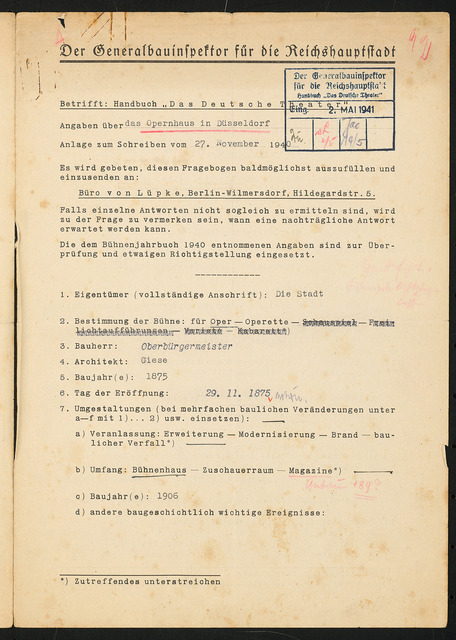 Der Generalbauinspektor für die Reichshauptstadt
Der Generalbauinspektor
für die Reichshauptstadt
Handbuch „Das Deutsche Theater"
Eing. 2. MAI 1941
Betrifft: Handbuch „Das Deutsche Theater"
Angaben über das Opernhaus in Düsseldorf
Anlage zum Schreiben vom 27. November 1940
Es wird gebeten, diesen Fragebogen baldmöglichst auszufüllen und
einzusenden an:
Büro von Lüpke, Berlin-Wilmersdorf, Hildegardstr. 5.
Falls einzelne Antworten nicht sogleich zu ermitteln sind, wird
zu der Frage zu vermerken sein, wann eine nachträgliche Antwort
erwartet werden kann.
Die dem Bühnenjahrbuch 1940 entnommenen Angaben sind zur Über-
prüfung und etwaigen Richtigstellung eingesetzt.
1. Eigentümer (vollständige Anschrift): Die Stadt
2. Bestimmung der Bühne: für Oper — Operette — Schauspiel — Frei-
lichtaufführungen — Varieté — Kabarett*)
3. Bauherr: Oberbürgermeister
4. Architekt: Giese
5. Baujahr(e): 1875
6. Tag der Eröffnung: 29. 11. 1875
7. Umgestaltungen (bei mehrfachen baulichen Veränderungen unter
a—f mit 1)... 2) usw. einsetzen):
a) Veranlassung: Erweiterung — Modernisierung — Brand — bau-
licher Verfall*)
b) Umfang: Bühnenhaus — Zuschauerraum — Magazine*)
c) Baujahr(e): 1906
d) andere baugeschichtlich wichtige Ereignisse:
*) Zutreffendes unterstreichen